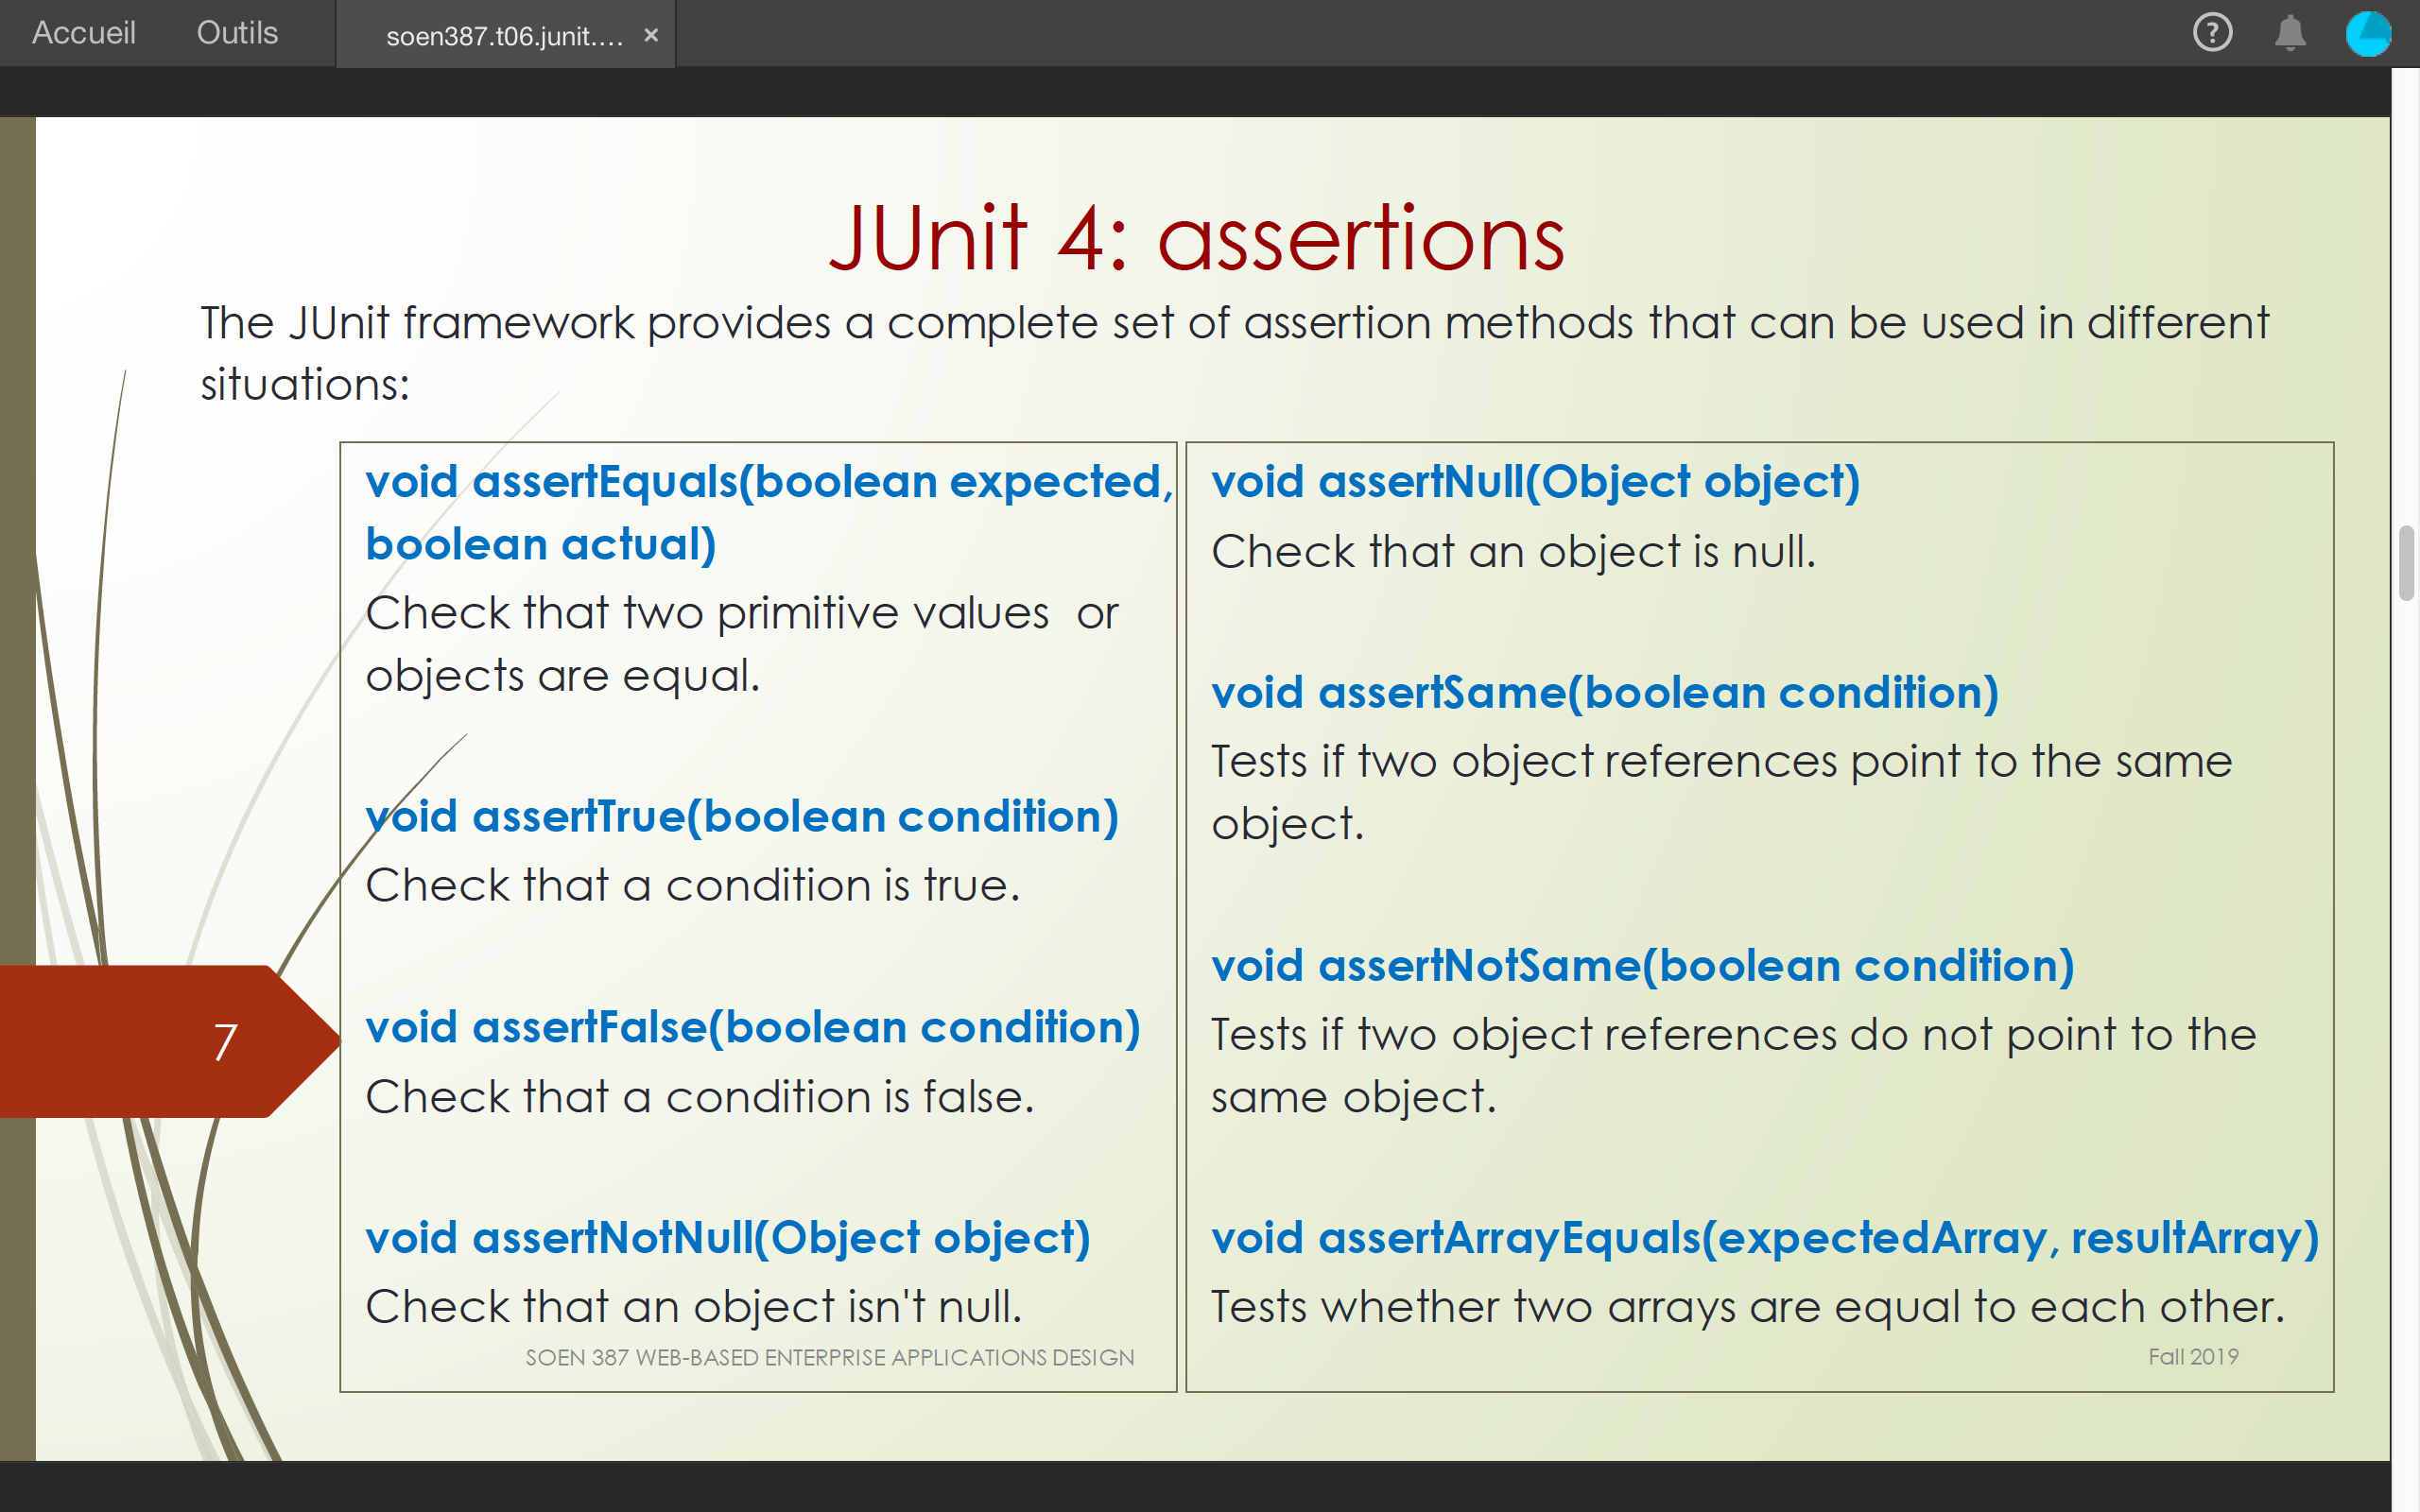 Accueil Outils soen387.t06.junit.... ×
JUnit 4: assertions
The JUnit framework provides a complete set of assertion methods that can be used in different
situations:
void assertEquals(boolean expected,
boolean actual)
Check that two primitive values or
objects are equal.
void assertTrue(boolean condition)
Check that a condition is true.
void assertFalse(boolean condition)
Check that a condition is false.
void assertNotNull(Object object)
Check that an object isn't null.
void assertNull(Object object)
Check that an object is null.
void assertSame(boolean condition)
Tests if two object references point to the same
object.
void assertNotSame(boolean condition)
Tests if two object references do not point to the
same object.
void assertArrayEquals(expectedArray, resultArray)
Tests whether two arrays are equal to each other.
7
SOEN 387 WEB-BASED ENTERPRISE APPLICATIONS DESIGN
Fall 2019